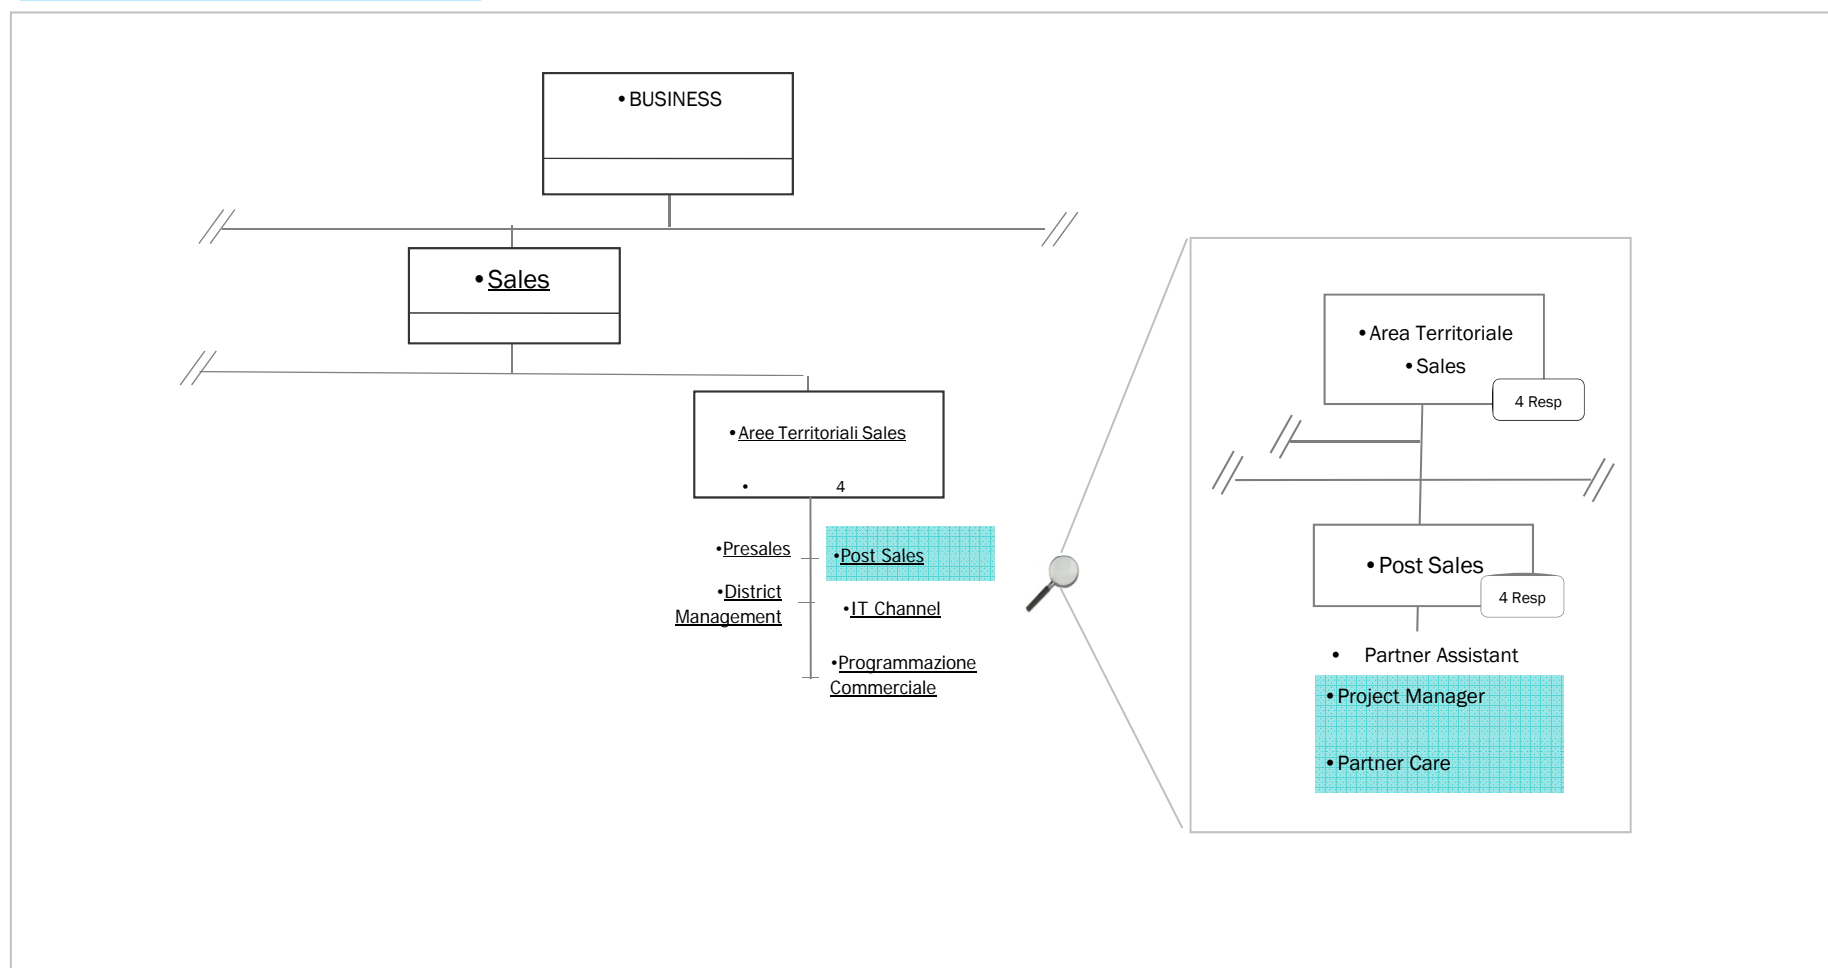 •BUSINESS
•Sales
•Aree Territoriali Sales
• 4
•Presales
•Post Sales
•District
Management
•IT Channel
•Programmazione
Commerciale
•Area Territoriale
•Sales
4 Resp
•Post Sales
4 Resp
• Partner Assistant
•Project Manager
•Partner Care